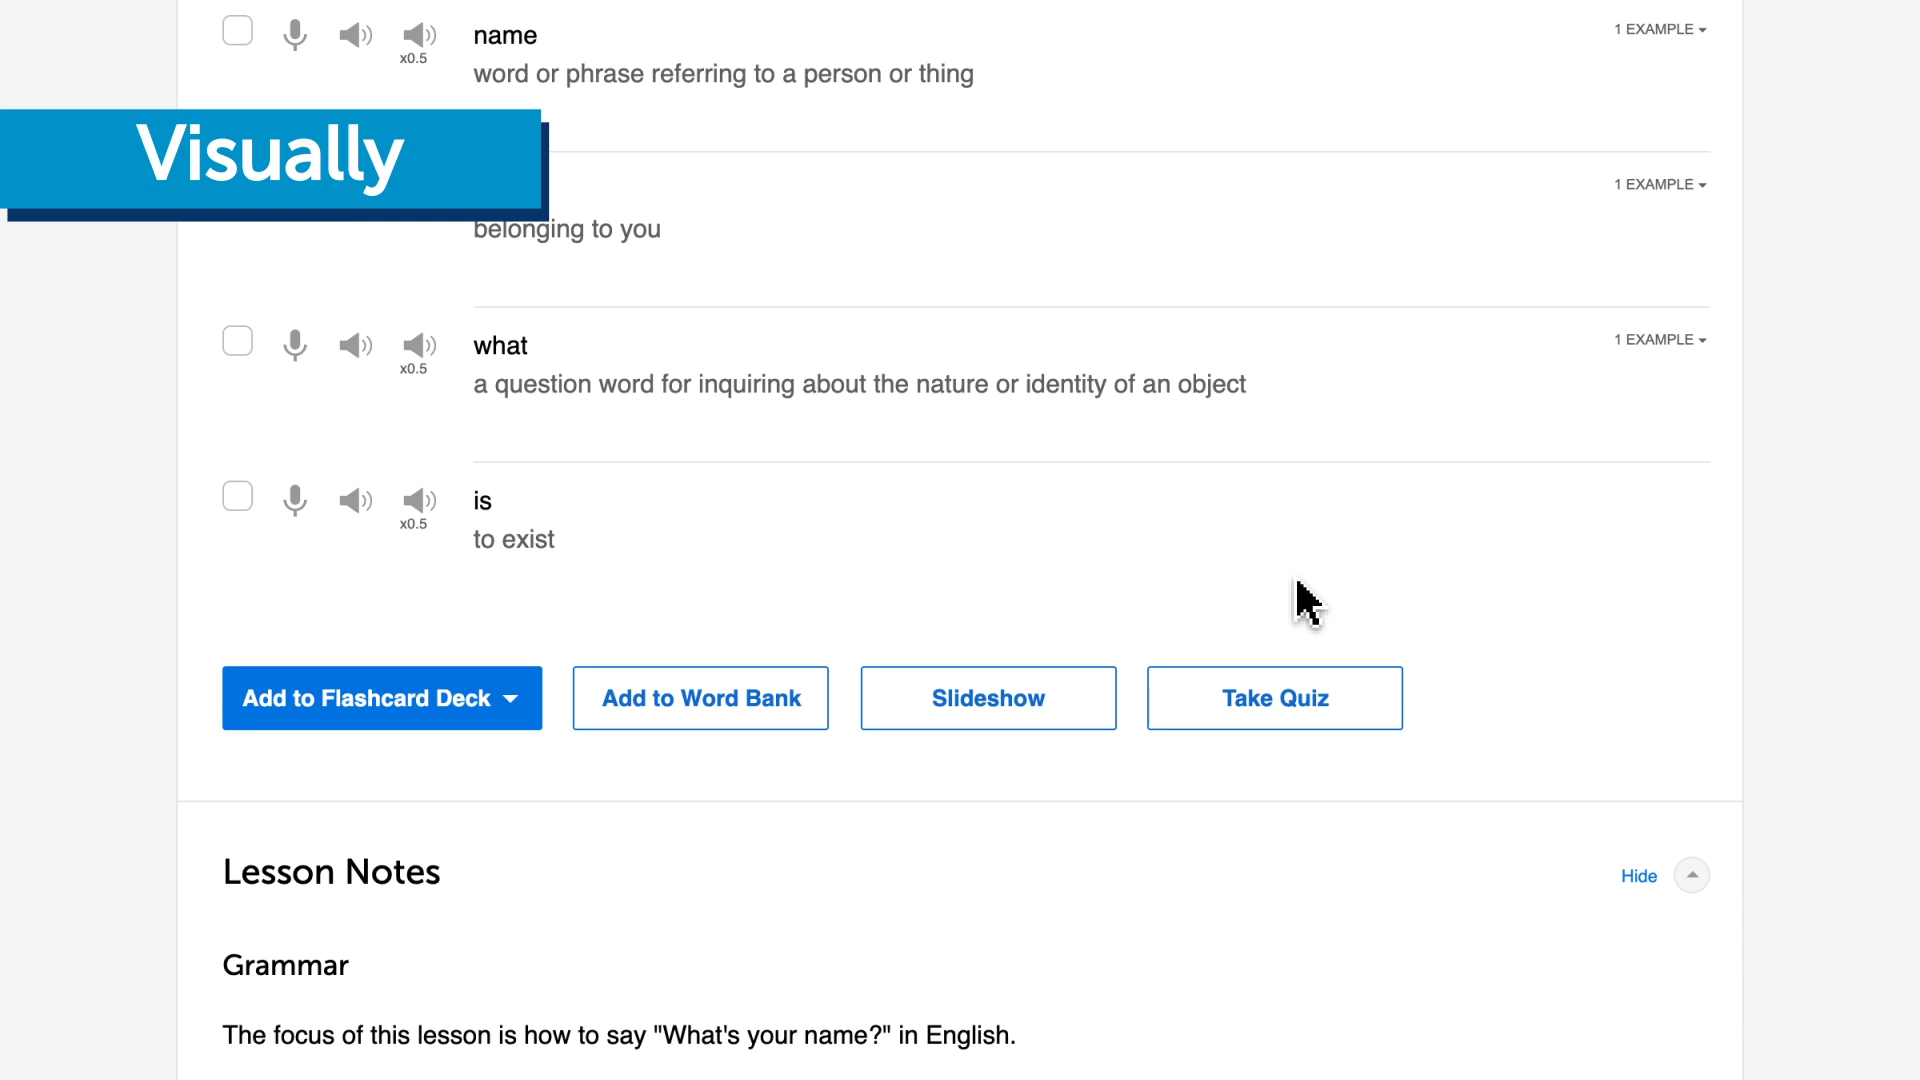 name
1 EXAMPLE
x0.5
word or phrase referring to a person or thing
Visually
1 EXAMPLE
belonging to you
what
1 EXAMPLE
x0.5
a question word for inquiring about the nature or identity of an object
is
x0.5
to exist
Add to Flashcard Deck
Add to Word Bank
Slideshow
Take Quiz
Lesson Notes
Hide
Grammar
The focus of this lesson is how to say "What's your name?" in English.